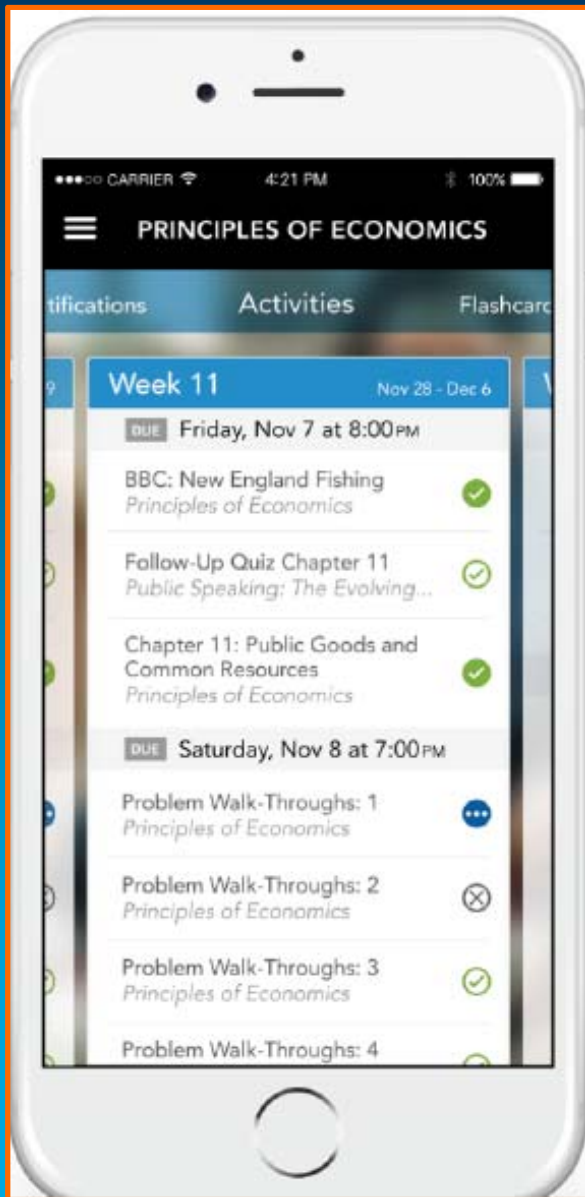 CARRIER 4:21 PM 100%
PRINCIPLES OF ECONOMICS
tifications Activities Flashcard
9 Week 11 Nov 28 - Dec 6
DUE Friday, Nov 7 at 8:00PM
BBC: New England Fishing
Principles of Economics
Follow-Up Quiz Chapter 11
Public Speaking: The Evolving...
Chapter 11: Public Goods and
Common Resources
Principles of Economics
DUE Saturday, Nov 8 at 7:00PM
Problem Walk-Throughs: 1
Principles of Economics
Problem Walk-Throughs: 2
Principles of Economics
Problem Walk-Throughs: 3
Principles of Economics
Problem Walk-Throughs: 4